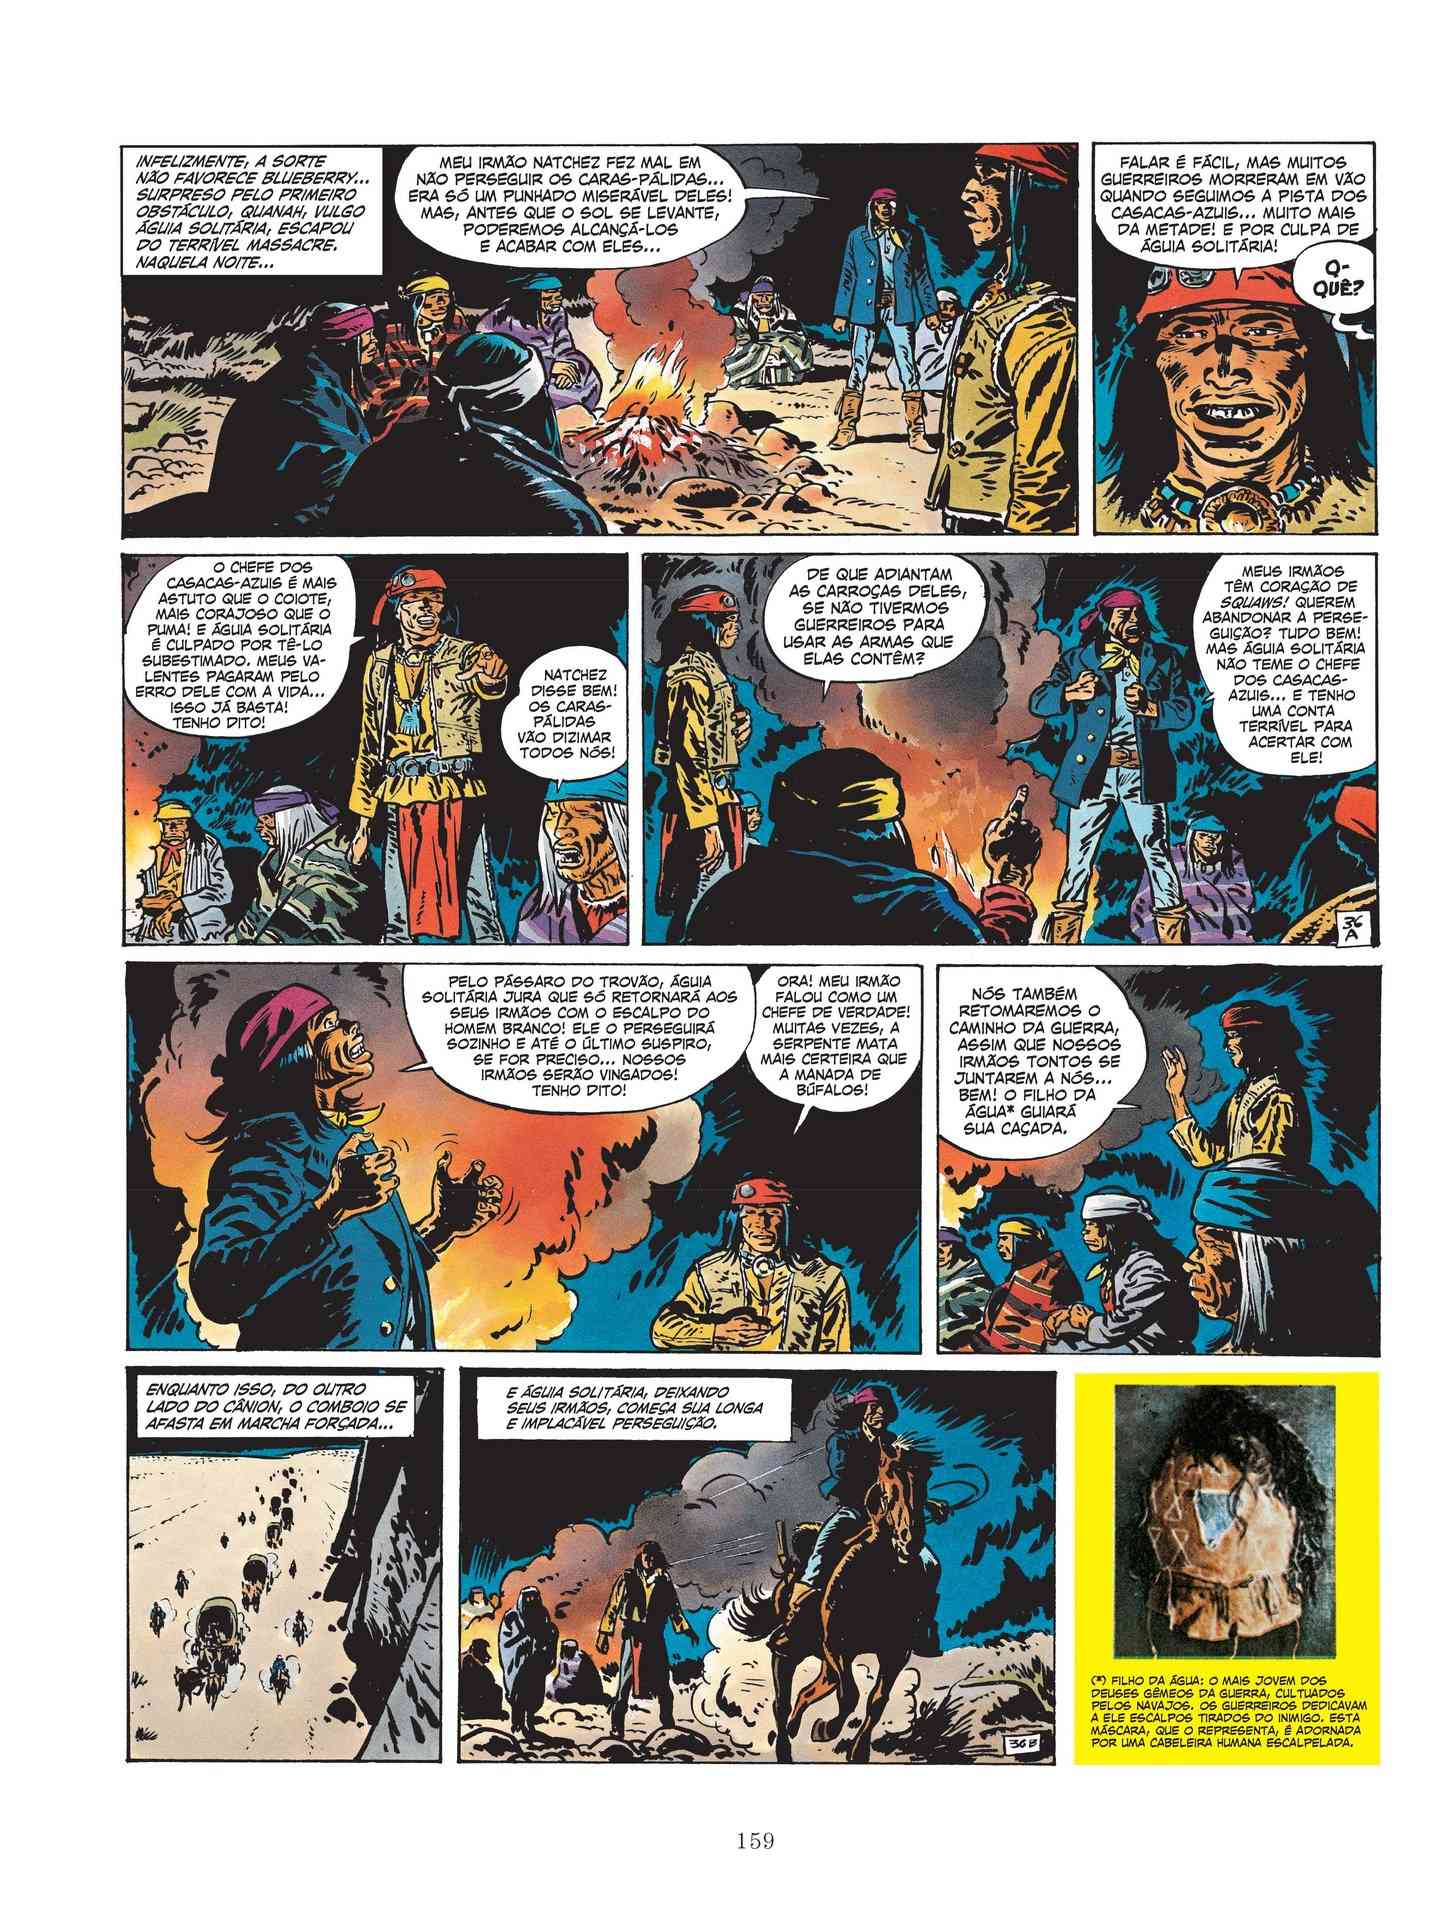 INFELIZMENTE, A SORTE
NÃO FAVORECE BLUEBERRY...
SURPRESO PELO PRIMEIRO
OBSTÁCULO, QUANAH, VULGO
ÁGUIA SOLITÁRIA, ESCAPOU
DO TERRÍVEL MASSACRE.
NAQUELA NOITE...
MEU IRMÃO NATCHEZ FEZ MAL EM
NÃO PERSEGUIR OS CARAS-PÁLIDAS...
ERA SÓ UM PUNHADO MISERÁVEL DELES!
MAS, ANTES QUE O SOL SE LEVANTE,
PODEREMOS ALCANÇÁ-LOS
E ACABAR COM ELES...
FALAR É FÁCIL, MAS MUITOS
GUERREIROS MORRERAM EM VÃO
QUANDO SEGUIMOS A PISTA DOS
CASACAS-AZUIS... MUITO MAIS
DA METADE! E POR CULPA DE
ÁGUIA SOLITÁRIA!
O-
QUÊ?
O CHEFE DOS
CASACAS-AZUIS É MAIS
ASTUTO QUE O COIOTE,
MAIS CORAJOSO QUE O
PUMA! E ÁGUIA SOLITÁRIA
É CULPADO POR TÊ-LO
SUBESTIMADO. MEUS VA-
LENTES PAGARAM PELO
ERRO DELE COM A VIDA...
ISSO JÁ BASTA!
TENHO DITO!
NATCHEZ
DISSE BEM!
OS CARAS-
PÁLIDAS
VÃO DIZIMAR
TODOS NÓS!
DE QUE ADIANTAM
AS CARROÇAS DELES,
SE NÃO TIVERMOS
GUERREIROS PARA
USAR AS ARMAS QUE
ELAS CONTÊM?
MEUS IRMÃOS
TÊM CORAÇÃO DE
SQUAWS! QUEREM
ABANDONAR A PERSE-
GUIÇÃO? TUDO BEM!
MAS ÁGUIA SOLITÁRIA
NÃO TEME O CHEFE
DOS CASACAS-
AZUIS... E TENHO
UMA CONTA
TERRÍVEL PARA
ACERTAR COM
ELE!
36
A
PELO PÁSSARO DO TROVÃO, ÁGUIA
SOLITÁRIA JURA QUE SÓ RETORNARÁ AOS
SEUS IRMÃOS COM O ESCALPO DO
HOMEM BRANCO! ELE O PERSEGUIRÁ
SOZINHO E ATÉ O ÚLTIMO SUSPIRO,
SE FOR PRECISO... NOSSOS
IRMÃOS SERÃO VINGADOS!
TENHO DITO!
ORA! MEU IRMÃO
FALOU COMO UM
CHEFE DE VERDADE!
MUITAS VEZES, A
SERPENTE MATA
MAIS CERTEIRA QUE
A MANADA DE
BÚFALOS!
NÓS TAMBÉM
RETOMAREMOS O
CAMINHO DA GUERRA,
ASSIM QUE NOSSOS
IRMÃOS TONTOS SE
JUNTAREM A NÓS...
BEM! O FILHO DA
ÁGUA* GUIARÁ
SUA CAÇADA.
ENQUANTO ISSO, DO OUTRO
LADO DO CÂNION, O COMBOIO SE
AFASTA EM MARCHA FORÇADA...
E ÁGUIA SOLITÁRIA, DEIXANDO
SEUS IRMÃOS, COMEÇA SUA LONGA
E IMPLACÁVEL PERSEGUIÇÃO.
36B
(*) FILHO DA ÁGUA: O MAIS JOVEM DOS
DEUSES GÊMEOS DA GUERRA, CULTUADOS
PELOS NAVAJOS. OS GUERREIROS DEDICAVAM
A ELE ESCALPOS TIRADOS DO INIMIGO. ESTA
MÁSCARA, QUE O REPRESENTA, É ADORNADA
POR UMA CABELEIRA HUMANA ESCALPELADA.
159